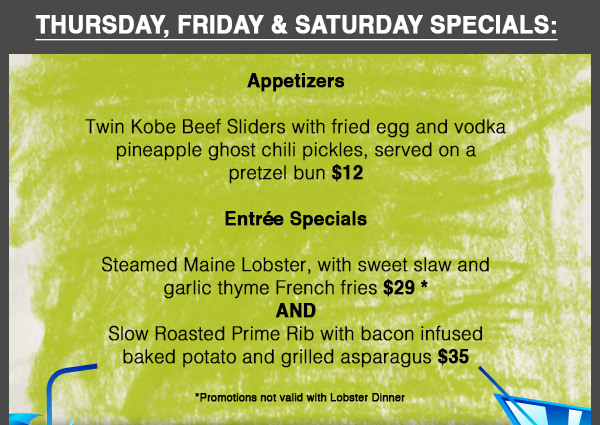 THURSDAY, FRIDAY & SATURDAY SPECIALS:
Appetizers
Twin Kobe Beef Sliders with fried egg and vodka
pineapple ghost chili pickles, served on a
pretzel bun $12
Entrée Specials
Steamed Maine Lobster, with sweet slaw and
garlic thyme French fries $29 *
AND
Slow Roasted Prime Rib with bacon infused
baked potato and grilled asparagus $35
*Promotions not valid with Lobster Dinner